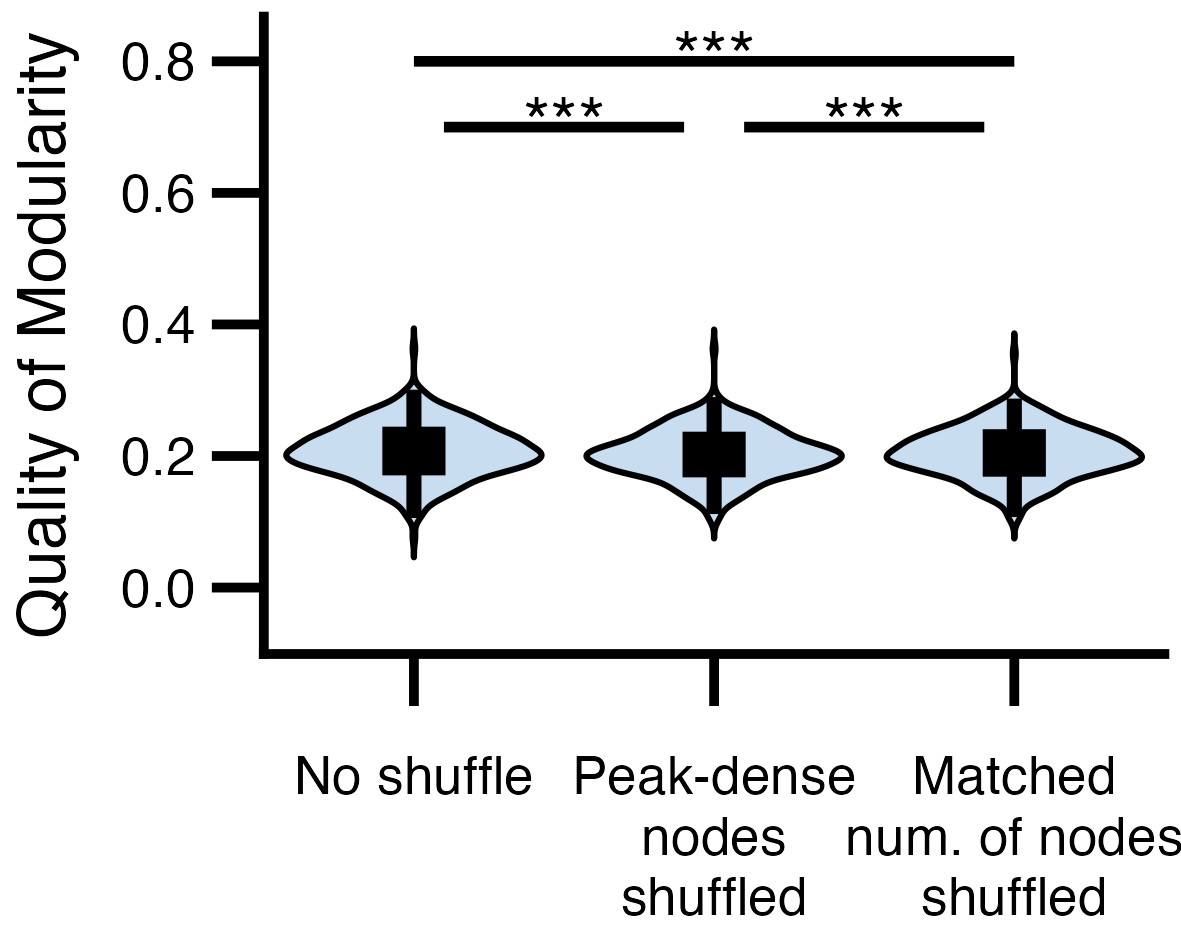 Quality of Modularity
0.8
0.6
0.4
0.2
0.0
***
***
***
No shuffle
Peak-dense
nodes
shuffled
Matched
num. of nodes
shuffled